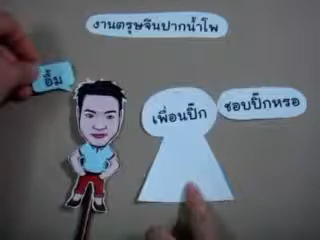 งานตรุษจีนปากน้ำโพ
อึ้ม
เพื่อนปิ๊ก
ชอบปิ๊กหรอ